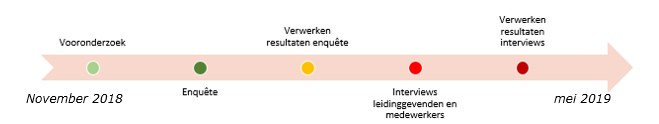 Vooronderzoek
Enquête
Verwerken
resultaten enquête
Interviews
leidinggevenden en
medewerkers
Verwerken
resultaten
interviews
November 2018
mei 2019